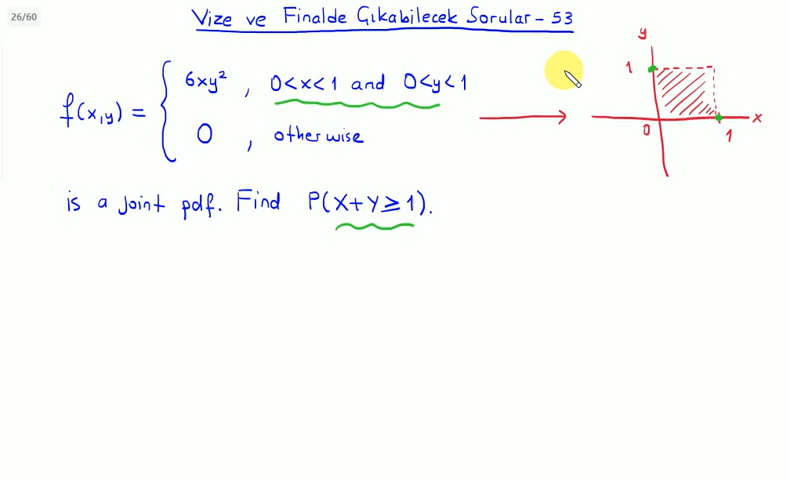 26/60
Vize ve Finalde Çıkabilecek Sorular - 53
f(x,y) = { 6xy² , 0<x<1 and 0<y<1
0 , otherwise
y
1
0
1
x
is a joint pdf. Find P(X+Y≥1).